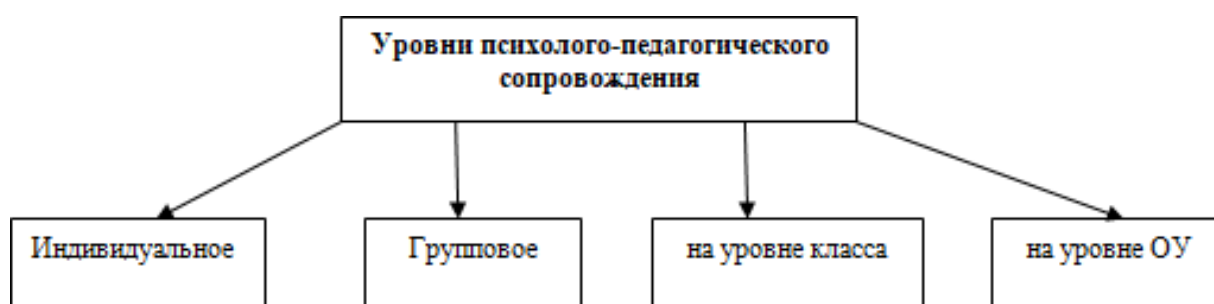 Уровни психолого-педагогического
сопровождения
Индивидуальное
Групповое
на уровне класса
на уровне ОУ